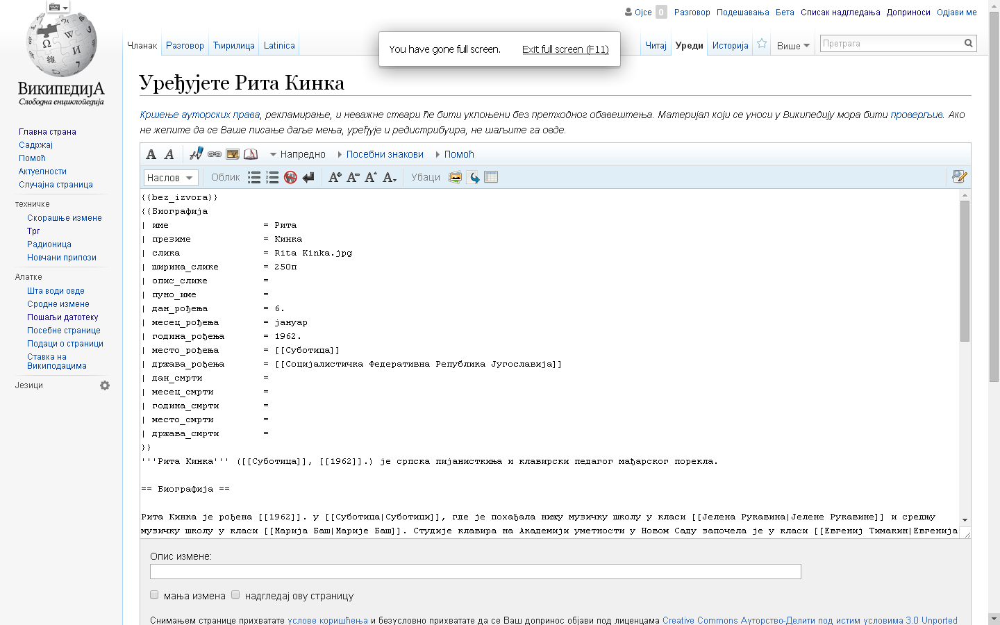 Ојсе 0 Разговор Подешавања Бета Списак надгледања Доприноси Одјави ме
Чланак Разговор Ћирилица Latinica
You have gone full screen. Exit full screen (F11)
Читај Уреди Историја Више Претрага
ВикипедијА
Слободна енциклопедија
Главна страна
Садржај
Помоћ
Актуелности
Случајна страница
техничке
Скорашње измене
Трг
Радионица
Новчани прилози
Алатке
Шта води овде
Сродне измене
Пошаљи датотеку
Посебне странице
Подаци о страници
Ставка на
Википодацима
Језици
Уређујете Рита Кинка
Кршење ауторских права, рекламирање, и неважне ствари ће бити уклоњени без претходног обавештења. Материјал који се уноси у Википедију мора бити проверљив. Ако
не желите да се Ваше писање даље мења, уређује и редистрибуира, не шаљите га овде.
A A Напредно Посебни знакови Помоћ
Наслов Облик A A A A Убаци
{{bez_izvora}}
{{Биографија
| име = Рита
| презиме = Кинка
| слика = Rita Kinka.jpg
| ширина_слике = 250п
| опис_слике =
| пуно_име =
| дан_рођења = 6.
| месец_рођења = јануар
| година_рођења = 1962.
| место_рођења = [[Суботица]]
| држава_рођења = [[Социјалистичка Федеративна Република Југославија]]
| дан_смрти =
| месец_смрти =
| година_смрти =
| место_смрти =
| држава_смрти =
}}
'''Рита Кинка''' ([[Суботица]], [[1962]].) је српска пијанисткиња и клавирски педагог мађарског порекла.
== Биографија ==
Рита Кинка је рођена [[1962]]. у [[Суботица|Суботици]], где је похађала нижу музичку школу у класи [[Јелена Рукавина|Јелене Рукавине]] и средњу
музичку школу у класи [[Марија Баш|Марије Баш]]. Студије клавира на Академији уметности у Новом Саду започела је у класи [[Евгениј Тимакин|Евгенија
Опис измене:
мања измена надгледај ову страницу
Снимањем странице прихватате услове коришћења и безусловно прихватате да се Ваш допринос објави под лиценцама Creative Commons Ауторство-Делити под истим условима 3.0 Unported